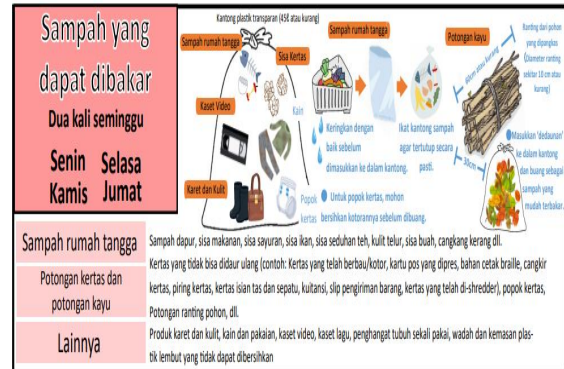 Sampah yang
dapat dibakar
Dua kali seminggu
Senin Selasa
Kamis Jumat
Kantong plastik transparan (45ℓ atau kurang)
Sampah rumah tangga
Sisa Kertas
Kain
Kaset Video
Karet dan Kulit
Popok
kertas
Sampah rumah tangga
Keringkan dengan
baik sebelum
dimasukkan ke dalam kantong.
Ikat kantong sampah
agar tertutup secara
pasti.
Untuk popok kertas, mohon
bersihkan kotorannya sebelum dibuang.
Potongan kayu
60cm atau kurang
30cm
Ranting dari pohon
yang dipangkas
(Diameter ranting
sekitar 10 cm atau
kurang)
Masukkan 'dedaunan'
ke dalam kantong
dan buang sebagai
sampah yang
mudah terbakar.
Sampah rumah tangga
Sampah dapur, sisa makanan, sisa sayuran, sisa ikan, sisa seduhan teh, kulit telur, sisa buah, cangkang kerang dll.
Potongan kertas dan
potongan kayu
Kertas yang tidak bisa didaur ulang (contoh: Kertas yang telah berbau/kotor, kartu pos yang dipres, bahan cetak braille, cangkir
kertas, piring kertas, kertas isian tas dan sepatu, kuitansi, slip pengiriman barang, kertas yang telah di-shredder), popok kertas,
Potongan ranting pohon, dll.
Lainnya
Produk karet dan kulit, kain dan pakaian, kaset video, kaset lagu, penghangat tubuh sekali pakai, wadah dan kemasan plas-
tik lembut yang tidak dapat dibersihkan